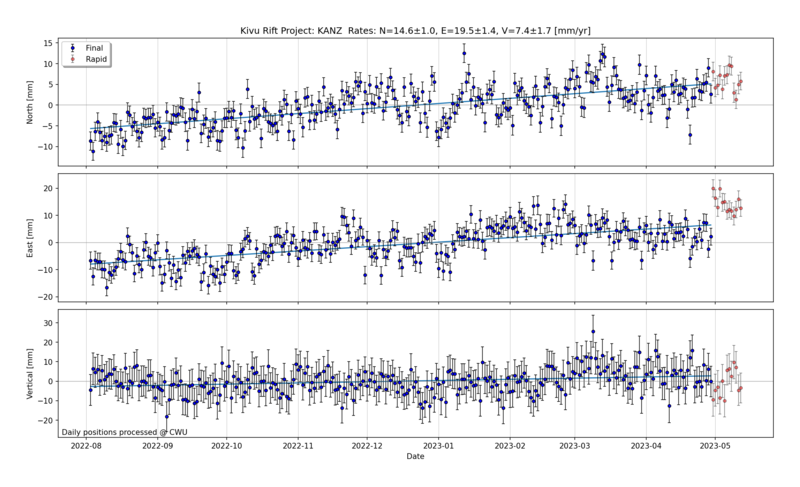 Kivu Rift Project: KANZ Rates: N=14.6±1.0, E=19.5±1.4, V=7.4±1.7 [mm/yr]
Final
Rapid
North [mm]
15
10
5
0
−5
−10
East [mm]
20
10
0
−10
−20
Vertical [mm]
30
20
10
0
−10
−20
Daily positions processed @ CWU
2022-08 2022-09 2022-10 2022-11 2022-12 2023-01 2023-02 2023-03 2023-04 2023-05
Date